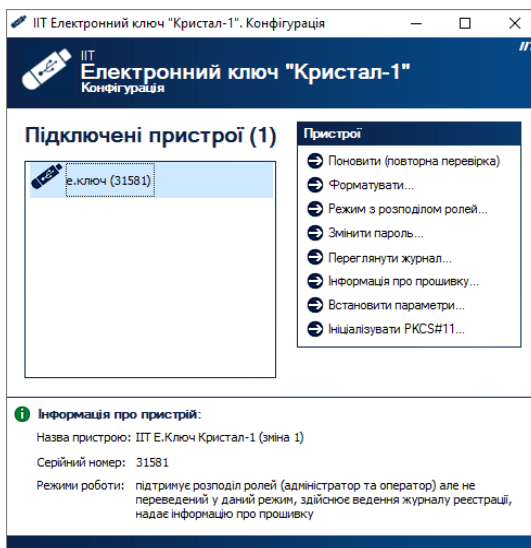 ІІТ Електронний ключ "Кристал-1". Конфігурація
ІІТ
Електронний ключ "Кристал-1"
Конфігурація
Підключені пристрої (1)
е.ключ (31581)
Пристрої
Поновити (повторна перевірка)
Форматувати...
Режим з розподілом ролей...
Змінити пароль...
Переглянути журнал...
Інформація про прошивку...
Встановити параметри...
Ініціалізувати PKCS#11...
Інформація про пристрій:
Назва пристрою: ІІТ Е.Ключ Кристал-1 (зміна 1)
Серійний номер: 31581
Режими роботи: підтримує розподіл ролей (адміністратор та оператор) але не
переведений у даний режим, здійснює ведення журналу реєстрації,
надає інформацію про прошивку